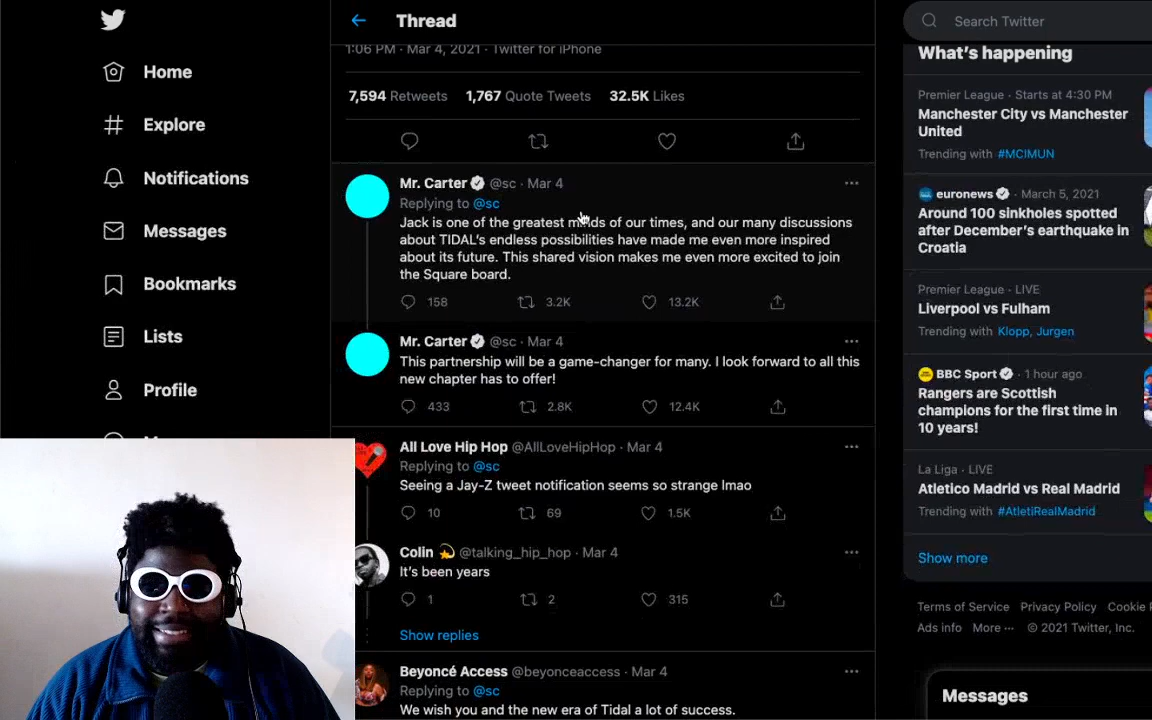 Thread
Search Twitter
1:06 PM · Mar 4, 2021 · Twitter for iPhone
7,594 Retweets 1,767 Quote Tweets 32.5K Likes
Home
Explore
Notifications
Messages
Bookmarks
Lists
Profile
Mr. Carter @sc · Mar 4
Replying to @sc
Jack is one of the greatest minds of our times, and our many discussions
about TIDAL's endless possibilities have made me even more inspired
about its future. This shared vision makes me even more excited to join
the Square board.
158 3.2K 13.2K
Mr. Carter @sc · Mar 4
This partnership will be a game-changer for many. I look forward to all this
new chapter has to offer!
433 2.8K 12.4K
All Love Hip Hop @AllLoveHipHop · Mar 4
Replying to @sc
Seeing a Jay-Z tweet notification seems so strange lmao
10 69 1.5K
Colin 💫 @talking_hip_hop · Mar 4
It's been years
1 2 315
Show replies
Beyoncé Access @beyonceaccess · Mar 4
Replying to @sc
We wish you and the new era of Tidal a lot of success.
What's happening
Premier League · Starts at 4:30 PM
Manchester City vs Manchester
United
Trending with #MCIMUN
euronews · March 5, 2021
Around 100 sinkholes spotted
after December's earthquake in
Croatia
Premier League · LIVE
Liverpool vs Fulham
Trending with Klopp, Jurgen
BBC Sport · 1 hour ago
Rangers are Scottish
champions for the first time in
10 years!
La Liga · LIVE
Atletico Madrid vs Real Madrid
Trending with #AtletiRealMadrid
Show more
Terms of Service Privacy Policy Cookie
Ads info More ··· © 2021 Twitter, Inc.
Messages